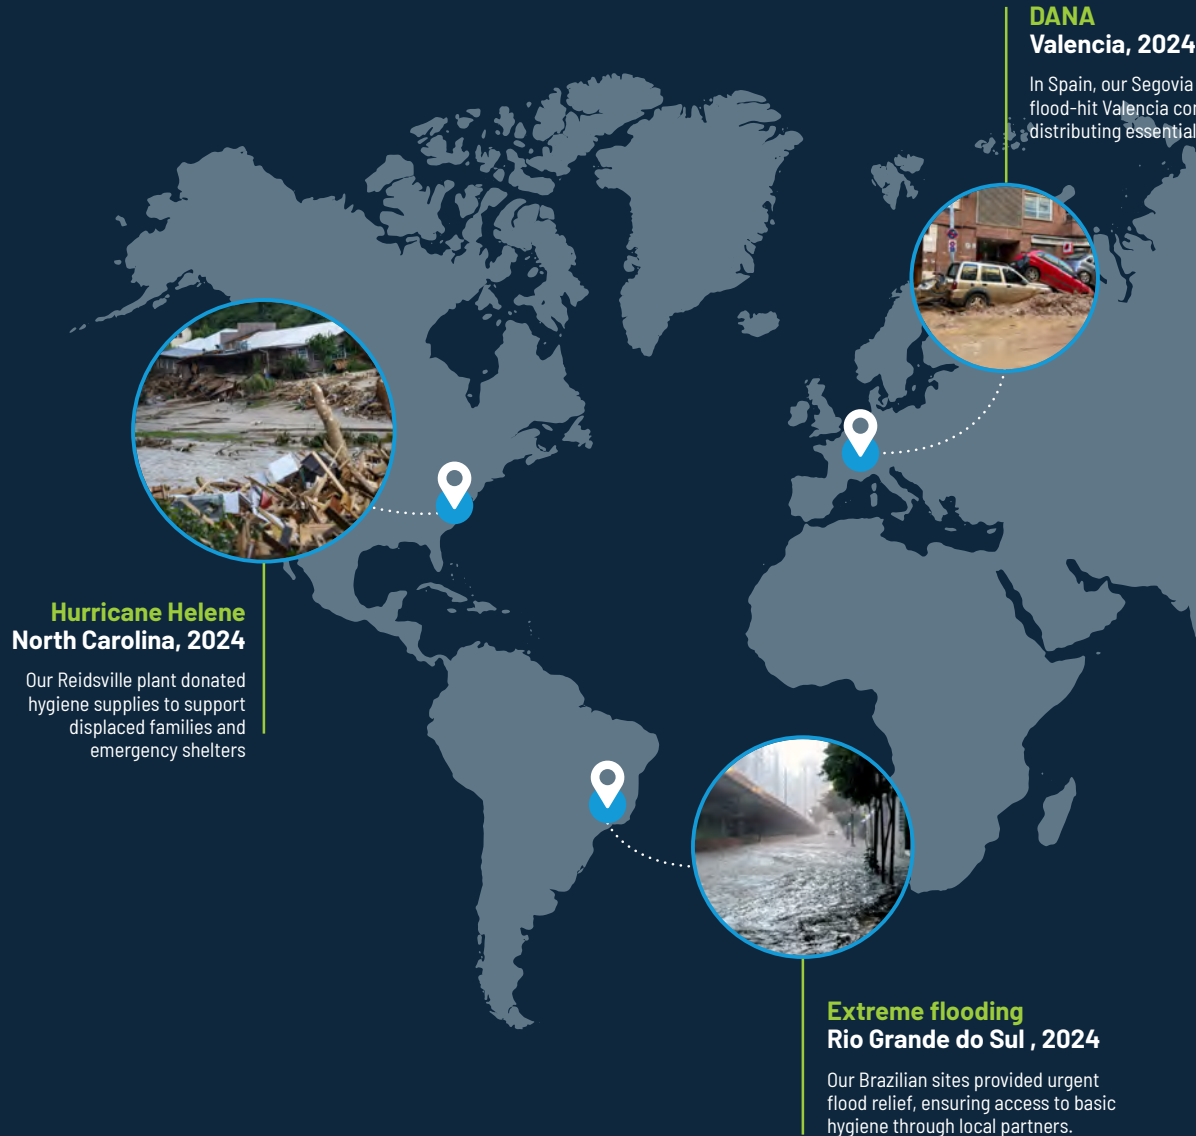 DANA
Valencia, 2024
In Spain, our Segovia
flood-hit Valencia
distributing essential
Hurricane Helene
North Carolina, 2024
Our Reidsville plant donated
hygiene supplies to support
displaced families and
emergency shelters
Extreme flooding
Rio Grande do Sul , 2024
Our Brazilian sites provided urgent
flood relief, ensuring access to basic
hygiene through local partners.